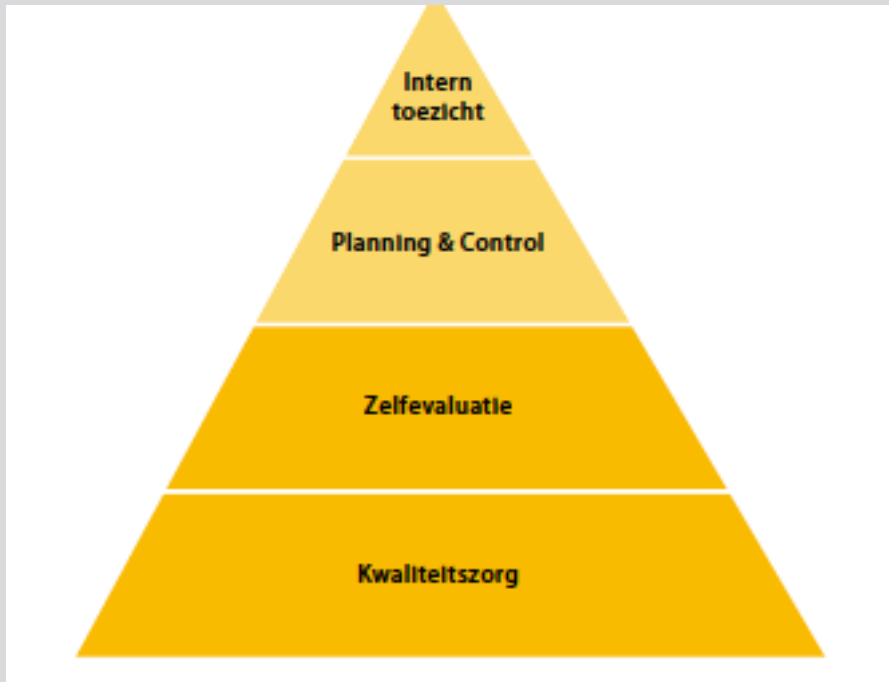 Intern
toezicht
Planning & Control
Zelfevaluatie
Kwaliteitszorg